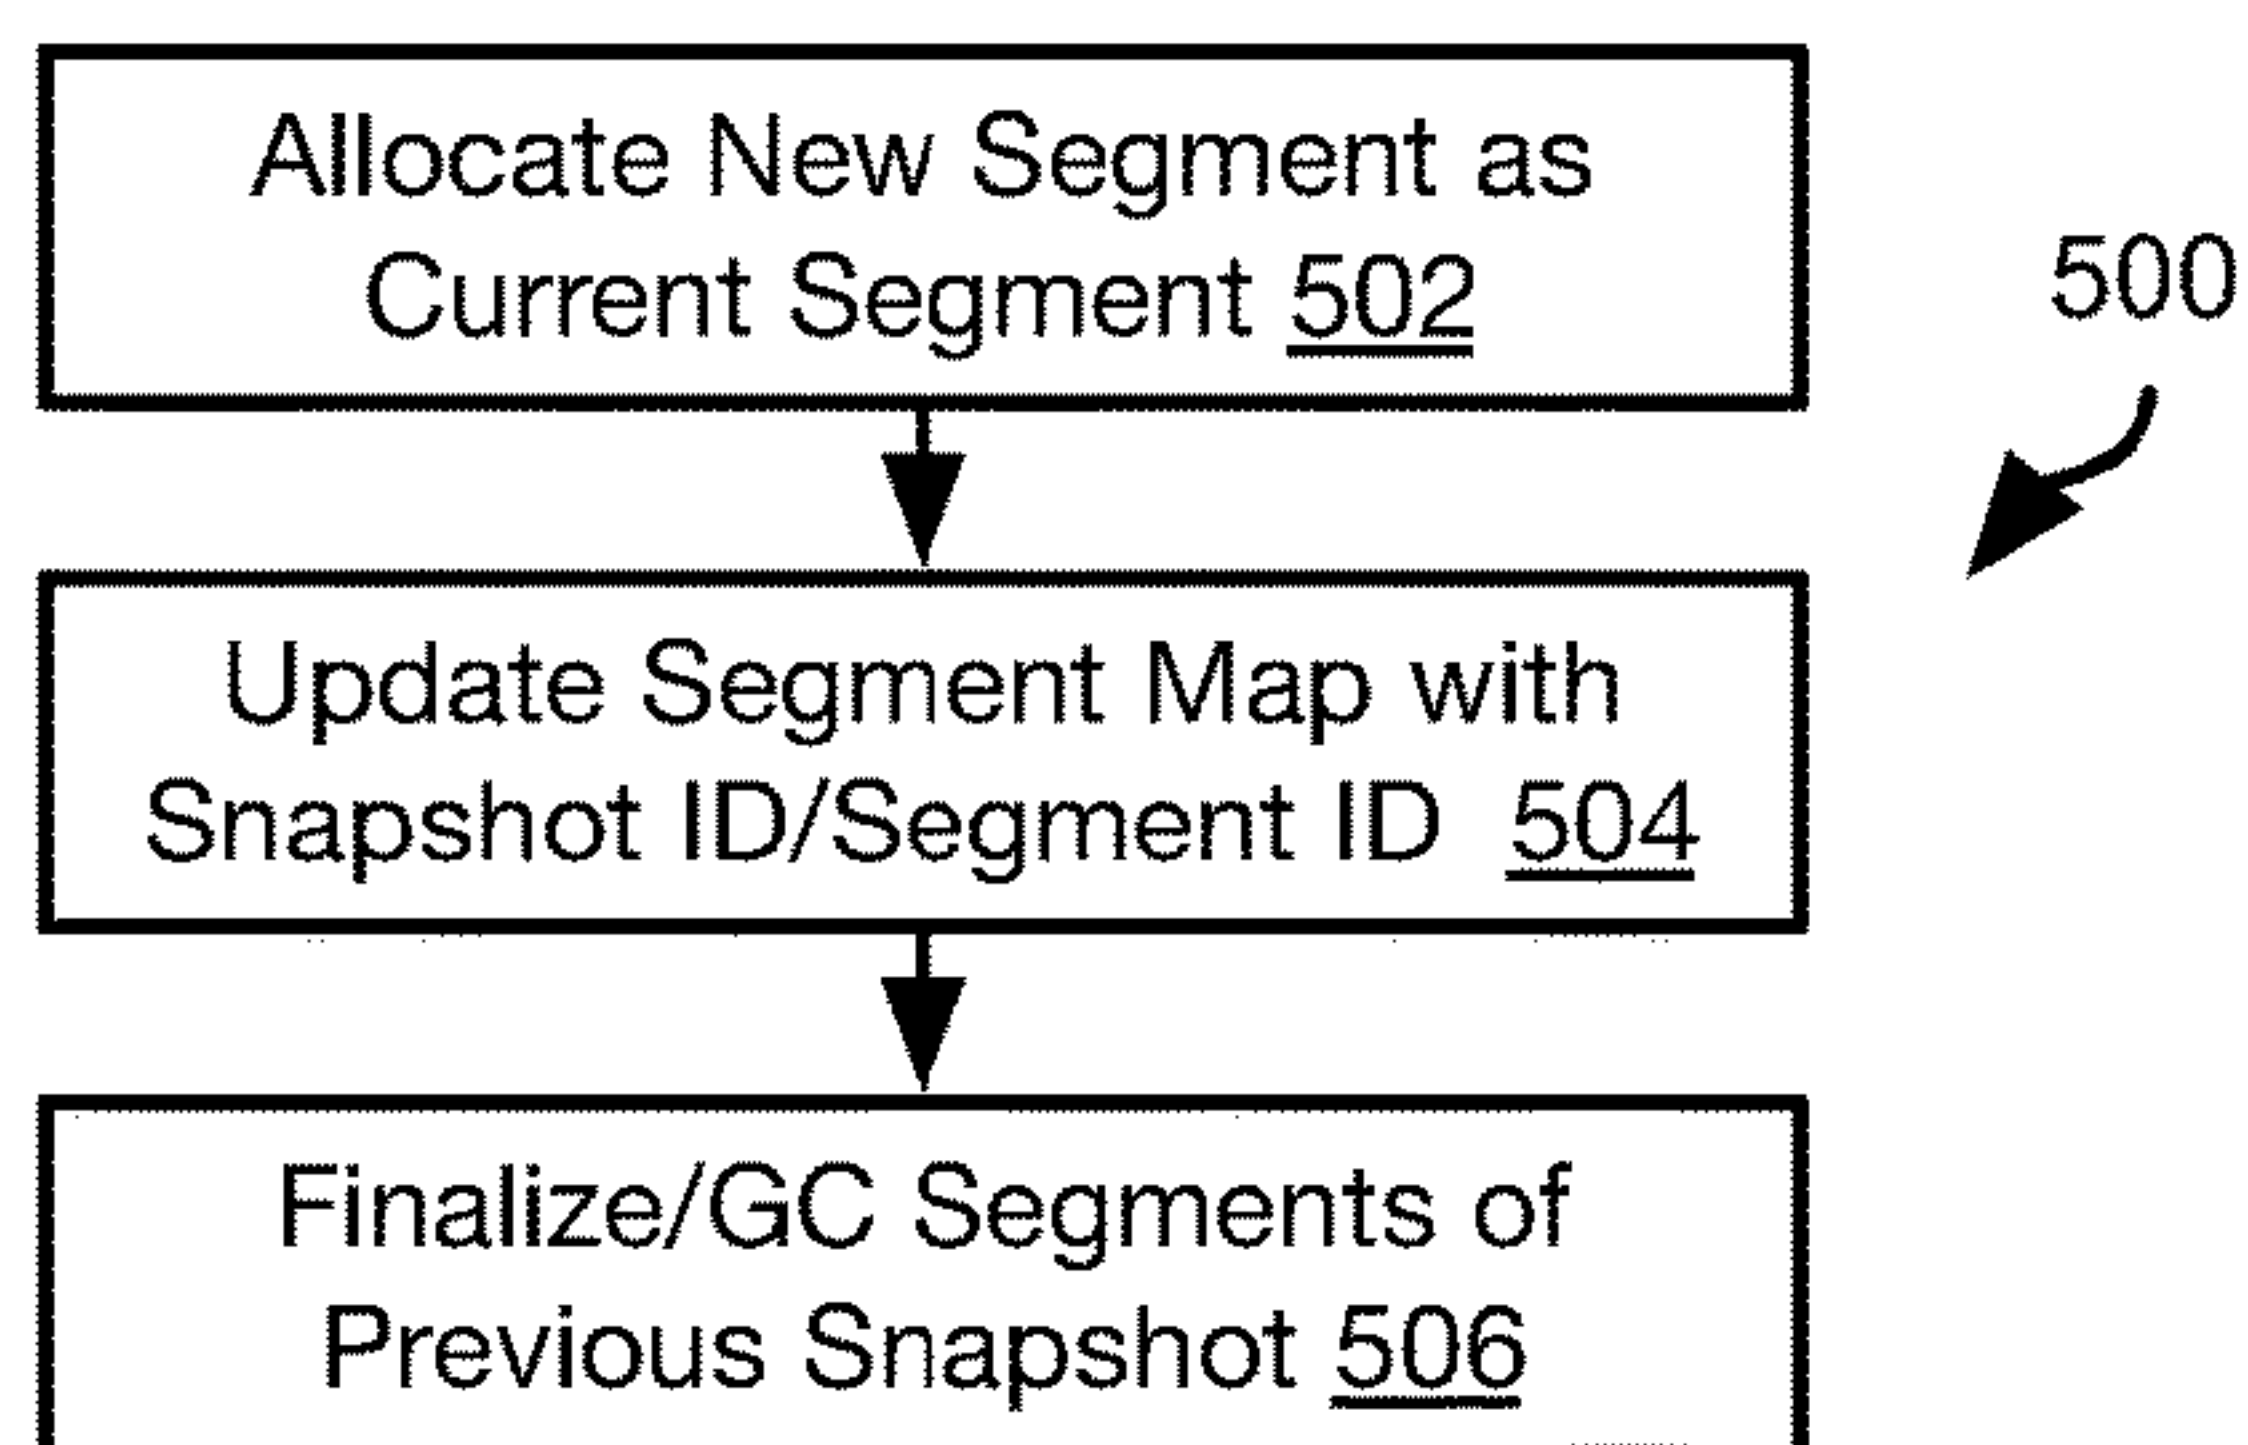 Allocate New Segment as
Current Segment 502
500
Update Segment Map with
Snapshot ID/Segment ID 504
Finalize/GC Segments of
Previous Snapshot 506